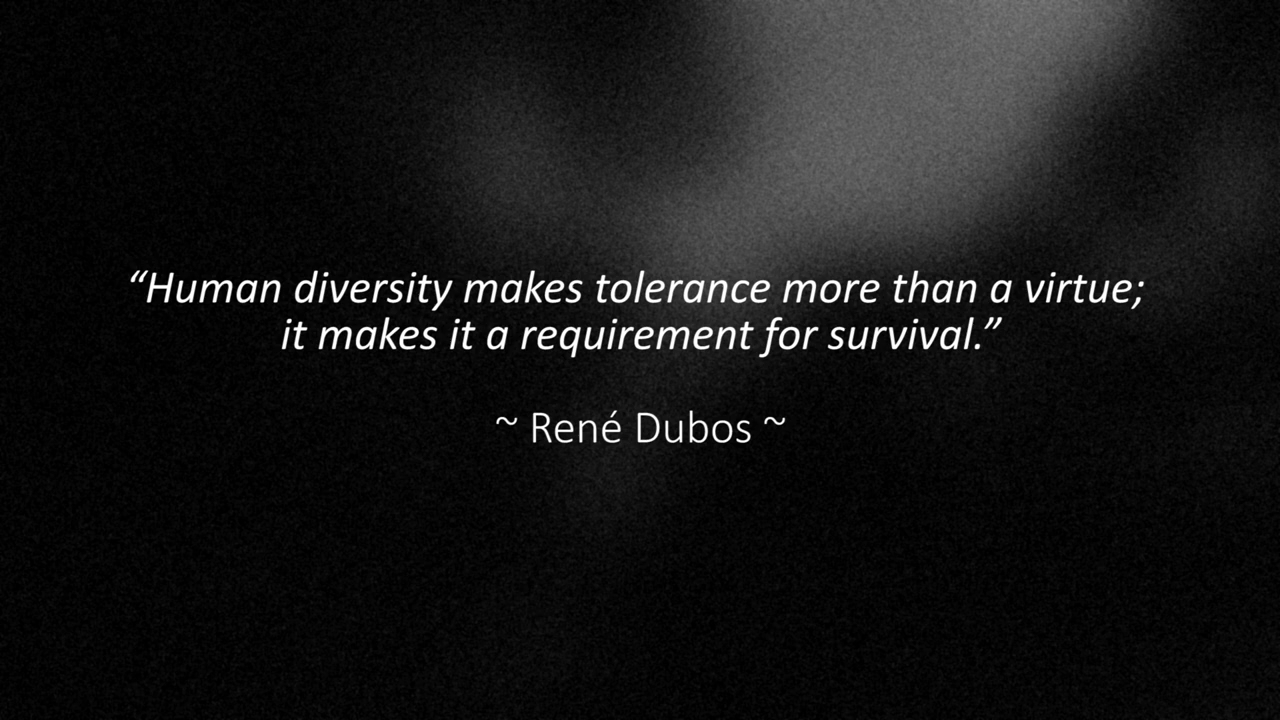 “Human diversity makes tolerance more than a virtue;
it makes it a requirement for survival.”
~ René Dubos ~